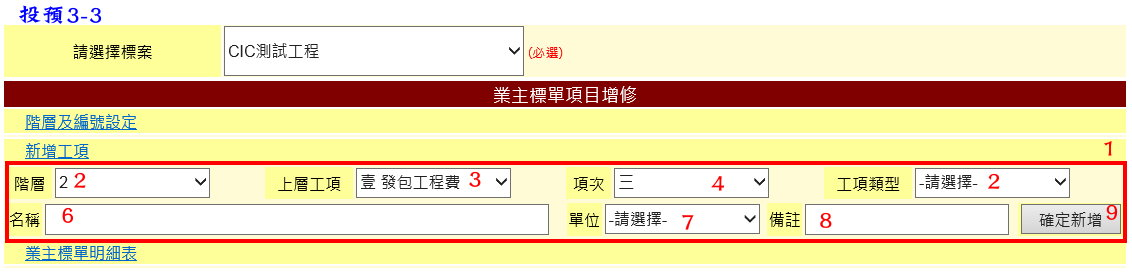 投預3-3
請選擇標案 CIC測試工程 (必選)
業主標單項目增修
階層及編號設定
新增工項 1
階層 2 2 上層工項 壹 發包工程費 3 項次 三 4 工項類型 -請選擇- 2
名稱 6 單位 -請選擇- 7 備註 8 確定新增 9
業主標單明細表